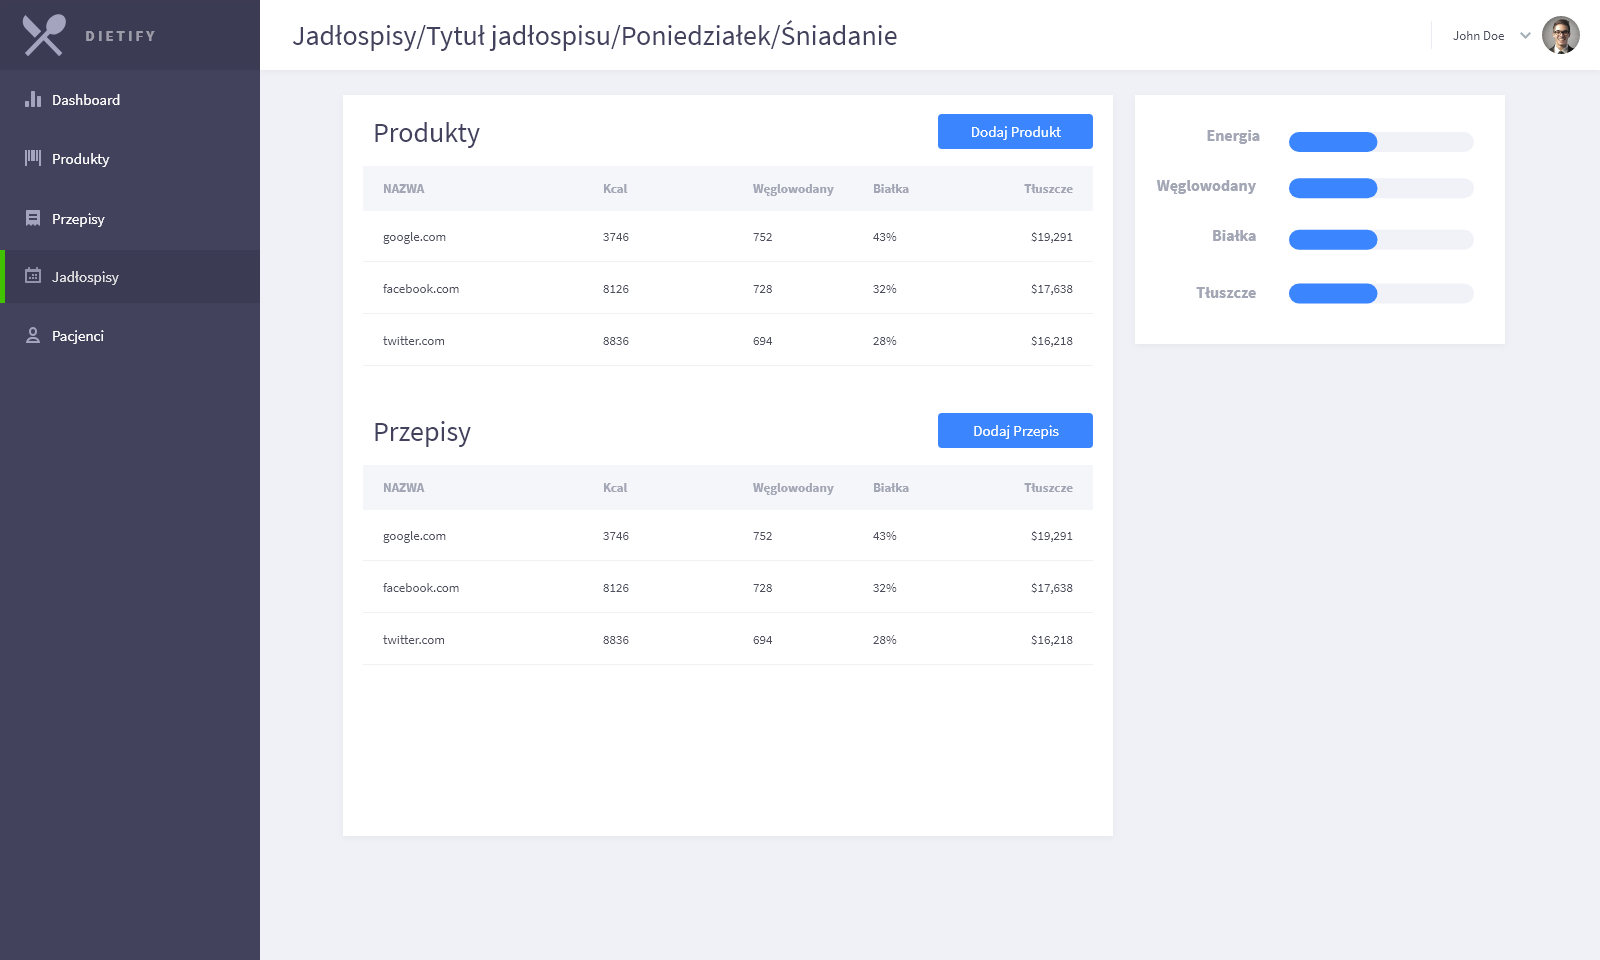 DIETIFY
Jadłospisy/Tytuł jadłospisu/Poniedziałek/Śniadanie
John Doe
Dashboard
Produkty
Przepisy
Jadłospisy
Pacjenci
Produkty
Dodaj Produkt
NAZWA Kcal Węglowodany Białka Tłuszcze
google.com 3746 752 43% $19,291
facebook.com 8126 728 32% $17,638
twitter.com 8836 694 28% $16,218
Przepisy
Dodaj Przepis
NAZWA Kcal Węglowodany Białka Tłuszcze
google.com 3746 752 43% $19,291
facebook.com 8126 728 32% $17,638
twitter.com 8836 694 28% $16,218
Energia
Węglowodany
Białka
Tłuszcze